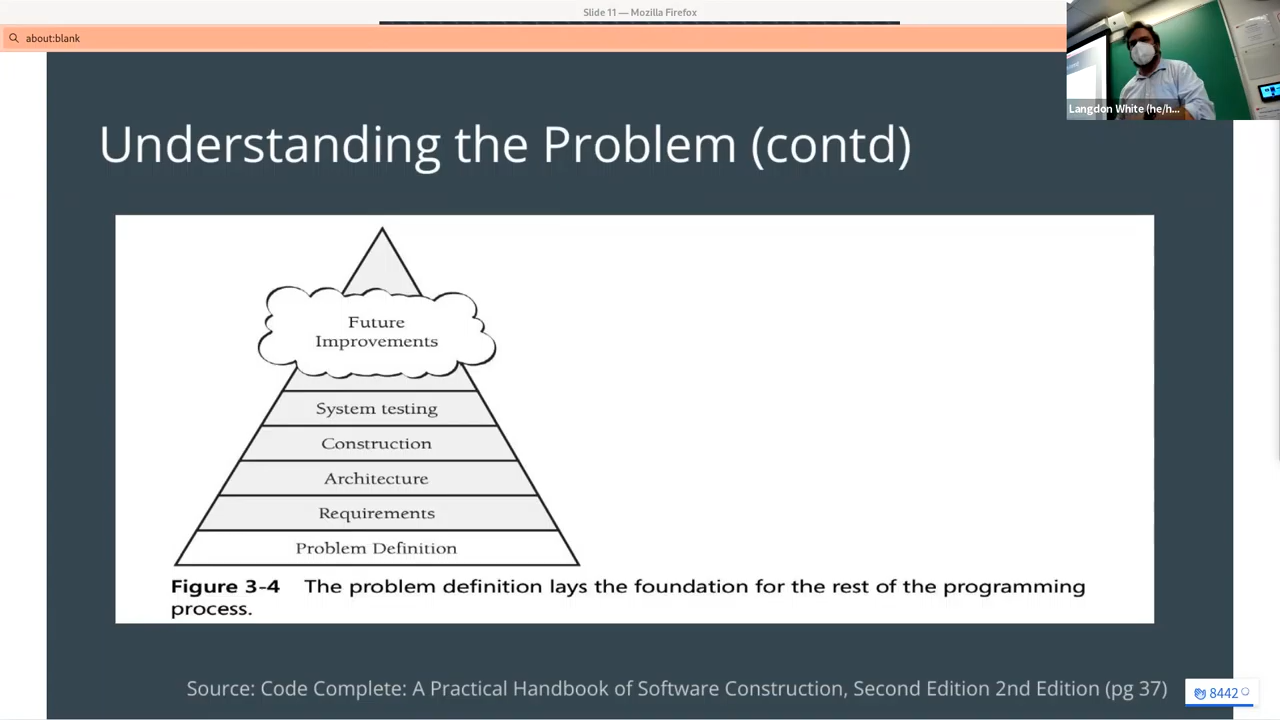 Slide 11 — Mozilla Firefox
about:blank
Langdon White (he/h...
Understanding the Problem (contd)
Future
Improvements
System testing
Construction
Architecture
Requirements
Problem Definition
Figure 3-4 The problem definition lays the foundation for the rest of the programming
process.
Source: Code Complete: A Practical Handbook of Software Construction, Second Edition 2nd Edition (pg 37)
8442